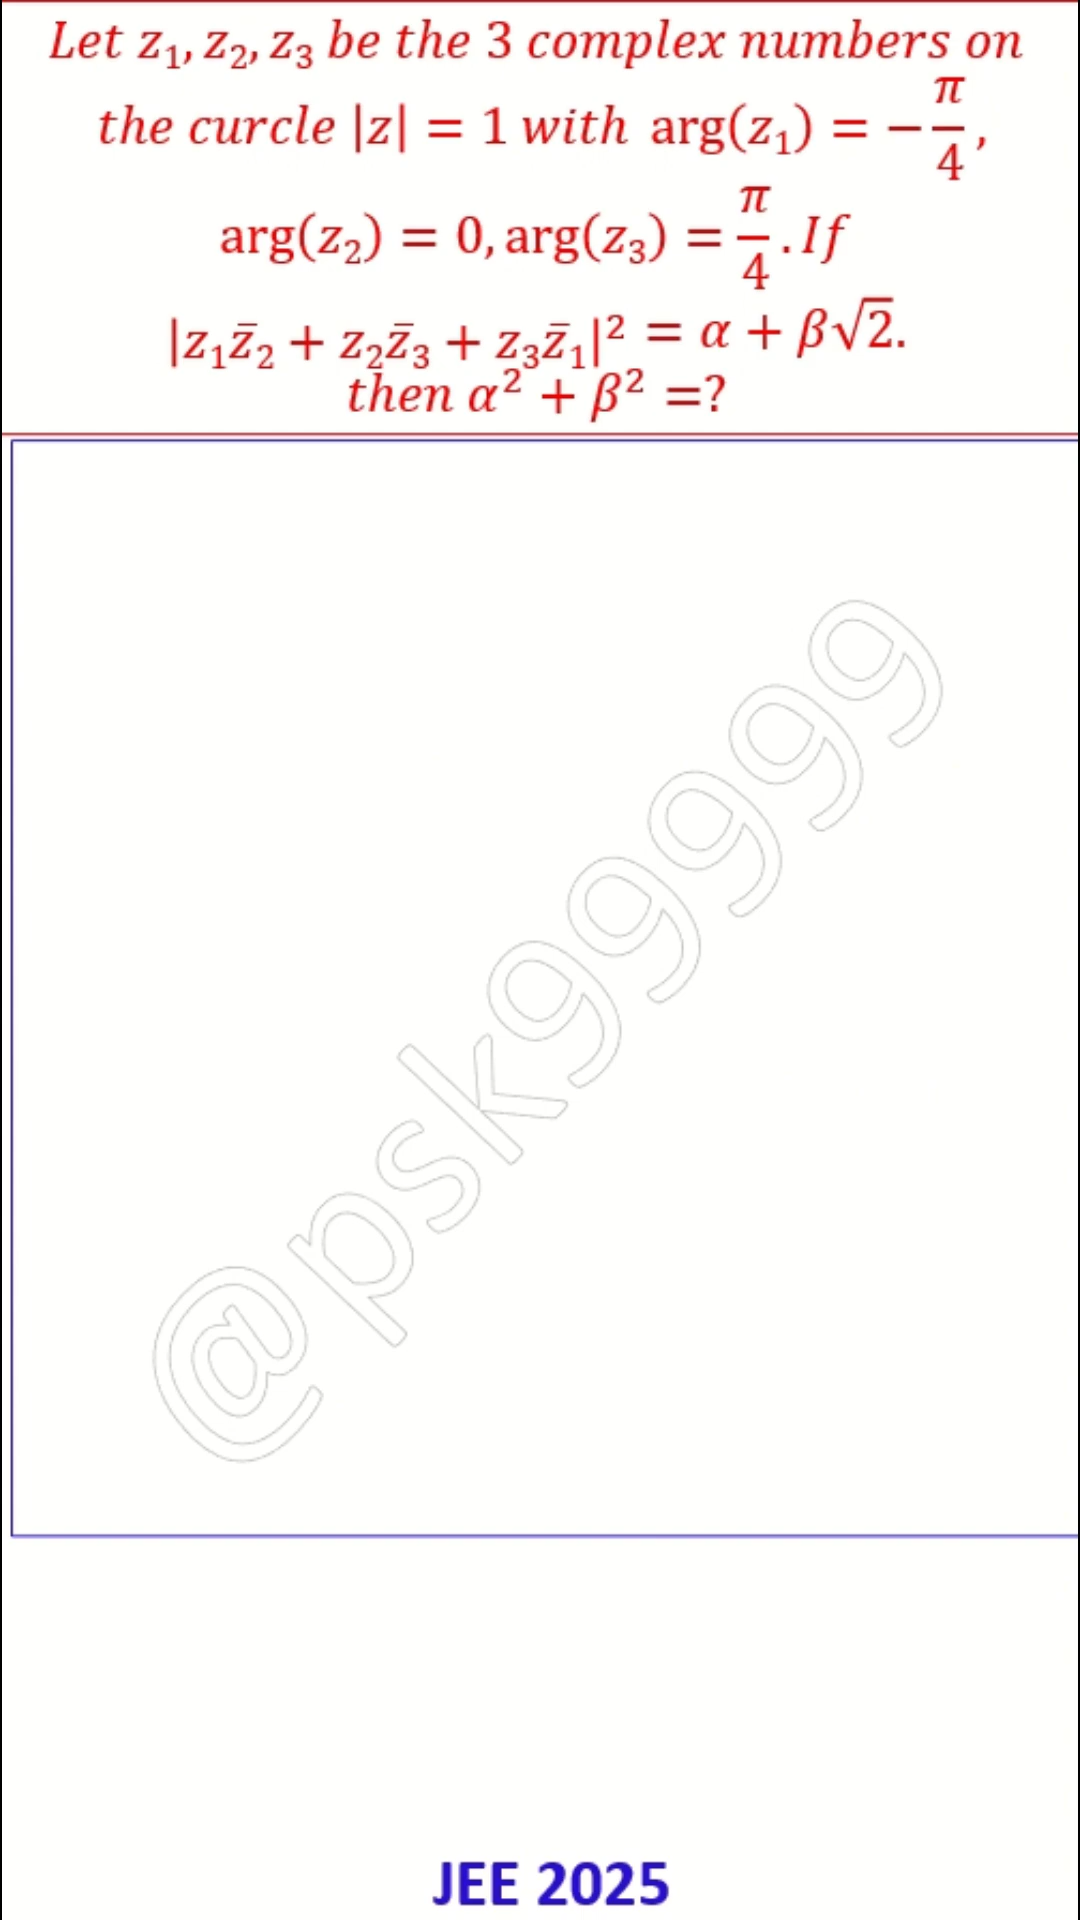 Let z₁, z₂, z₃ be the 3 complex numbers on
the curcle |z| = 1 with arg(z₁) = −π/4,
arg(z₂) = 0, arg(z₃) = π/4. If
|z₁z̄₂ + z₂z̄₃ + z₃z̄₁|² = α + β√2.
then α² + β² =?
@psk9999
JEE 2025